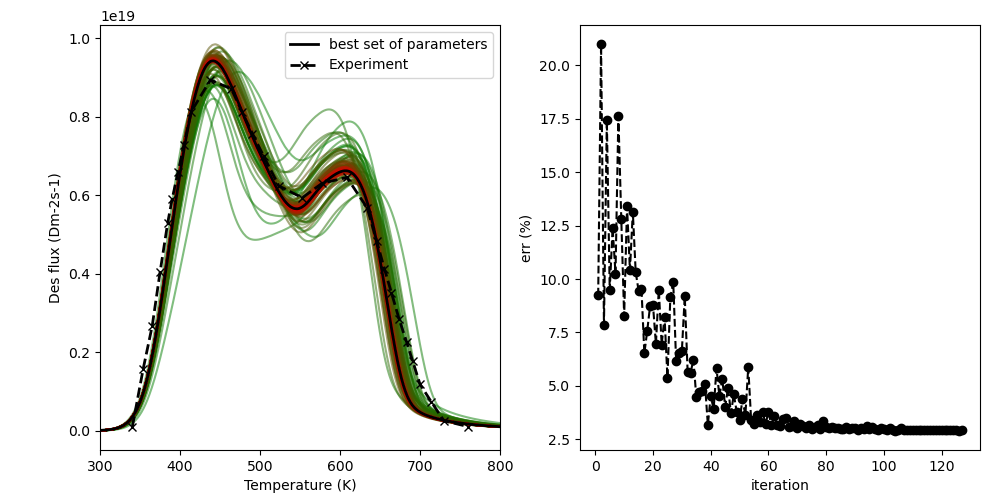 1e19
1.0
0.8
0.6
0.4
0.2
0.0
Des flux (Dm-2s-1)
best set of parameters
Experiment
300 400 500 600 700 800
Temperature (K)
20.0
17.5
15.0
12.5
10.0
7.5
5.0
2.5
err (%)
0 20 40 60 80 100 120
iteration